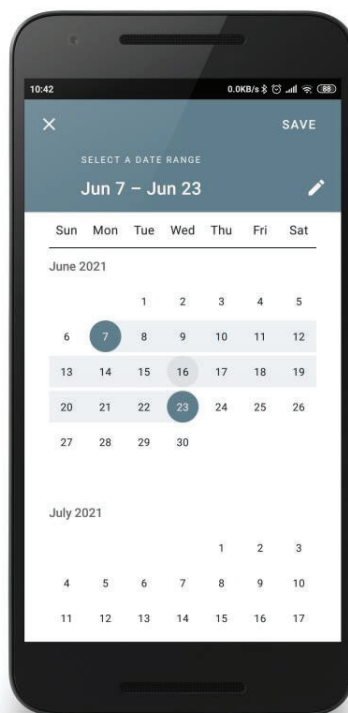 10:42 0.0KB/s 88
SAVE
SELECT A DATE RANGE
Jun 7 – Jun 23
Sun Mon Tue Wed Thu Fri Sat
June 2021
1 2 3 4 5
6 7 8 9 10 11 12
13 14 15 16 17 18 19
20 21 22 23 24 25 26
27 28 29 30
July 2021
1 2 3
4 5 6 7 8 9 10
11 12 13 14 15 16 17